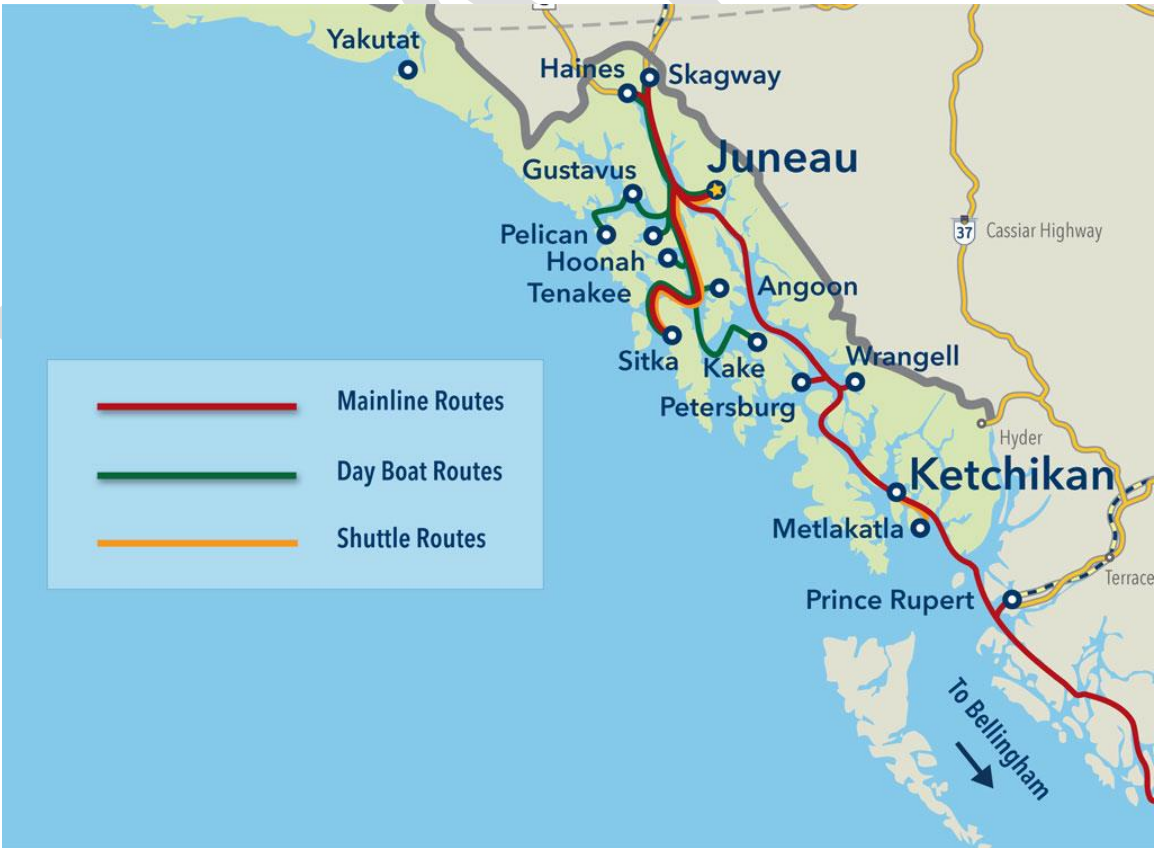 Yakutat
Haines
Skagway
Juneau
Gustavus
37
Cassiar Highway
Pelican
Hoonah
Tenakee
Angoon
Sitka
Kake
Wrangell
Petersburg
Mainline Routes
Day Boat Routes
Shuttle Routes
Hyder
Ketchikan
Metlakatla
Terrace
Prince Rupert
To Bellingham